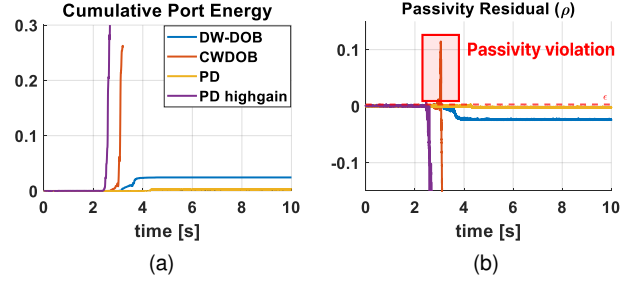 Cumulative Port Energy
0.3
0.2
0.1
0
0 2 4 6 8 10
time [s]
DW-DOB
CWDOB
PD
PD highgain
(a)
Passivity Residual (ρ)
0.1
0
-0.1
0 2 4 6 8 10
time [s]
Passivity violation
ϵ
(b)